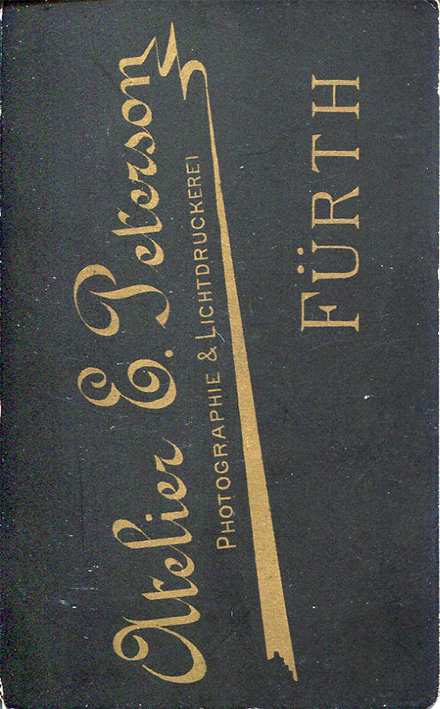 Atelier E. Peterson
PHOTOGRAPHIE & LICHTDRUCKEREI
FÜRTH